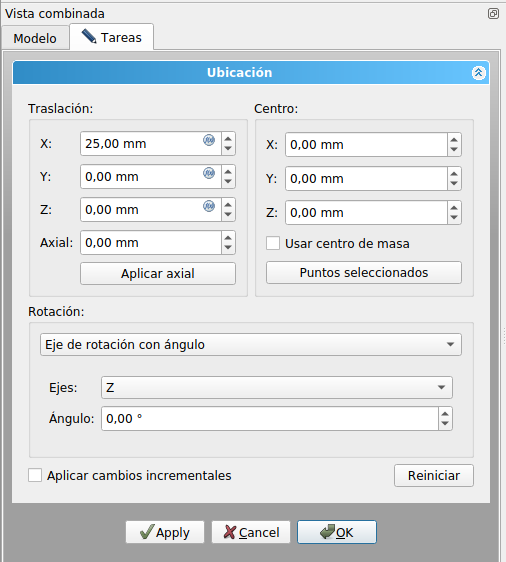 Vista combinada
Modelo
Tareas
Ubicación
Traslación:
X: 25,00 mm
Y: 0,00 mm
Z: 0,00 mm
Axial: 0,00 mm
Aplicar axial
Centro:
X: 0,00 mm
Y: 0,00 mm
Z: 0,00 mm
Usar centro de masa
Puntos seleccionados
Rotación:
Eje de rotación con ángulo
Ejes: Z
Ángulo: 0,00 °
Aplicar cambios incrementales
Reiniciar
Apply
Cancel
OK